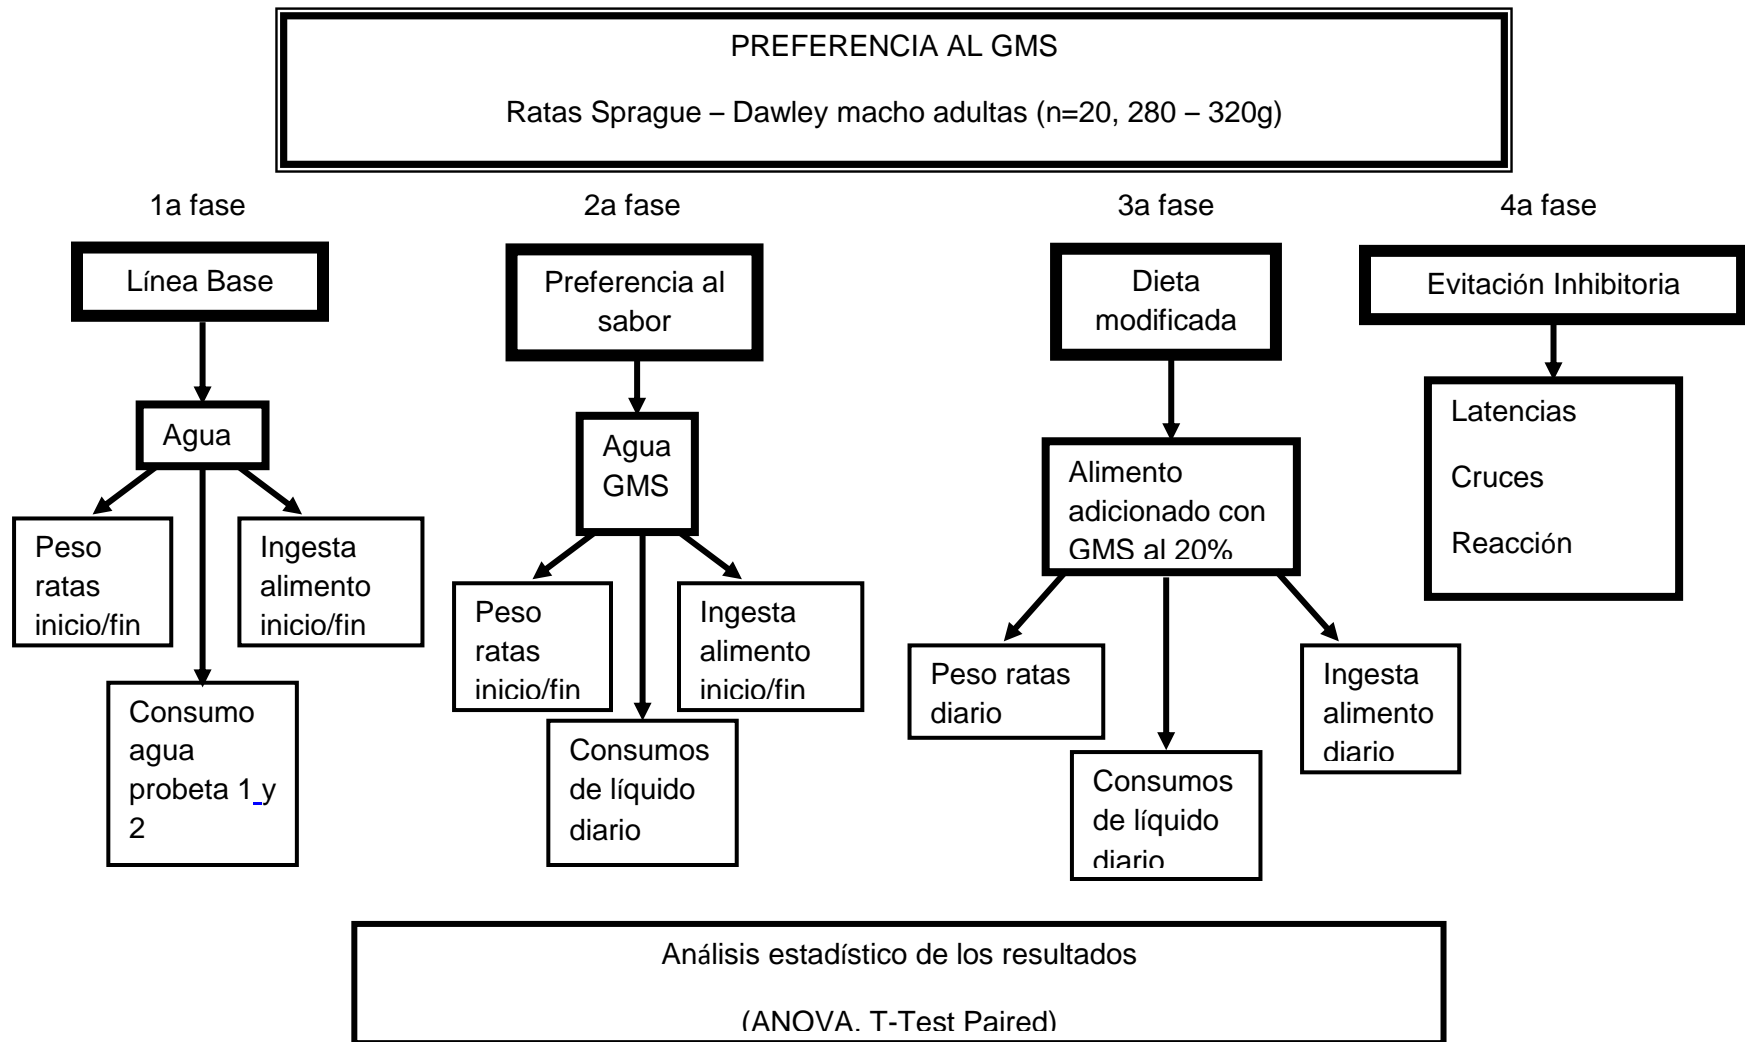 PREFERENCIA AL GMS
Ratas Sprague – Dawley macho adultas (n=20, 280 – 320g)
1a fase
2a fase
3a fase
4a fase
Línea Base
Preferencia al
sabor
Dieta
modificada
Evitación Inhibitoria
Agua
Agua
GMS
Alimento
adicionado con
GMS al 20%
Latencias
Cruces
Reacción
Peso
ratas
inicio/fin
Ingesta
alimento
inicio/fin
Consumo
agua
probeta 1 y
2
Peso
ratas
inicio/fin
Ingesta
alimento
inicio/fin
Consumos
de líquido
diario
Peso ratas
diario
Ingesta
alimento
diario
Consumos
de líquido
diario
Análisis estadístico de los resultados
(ANOVA, T-Test Paired)